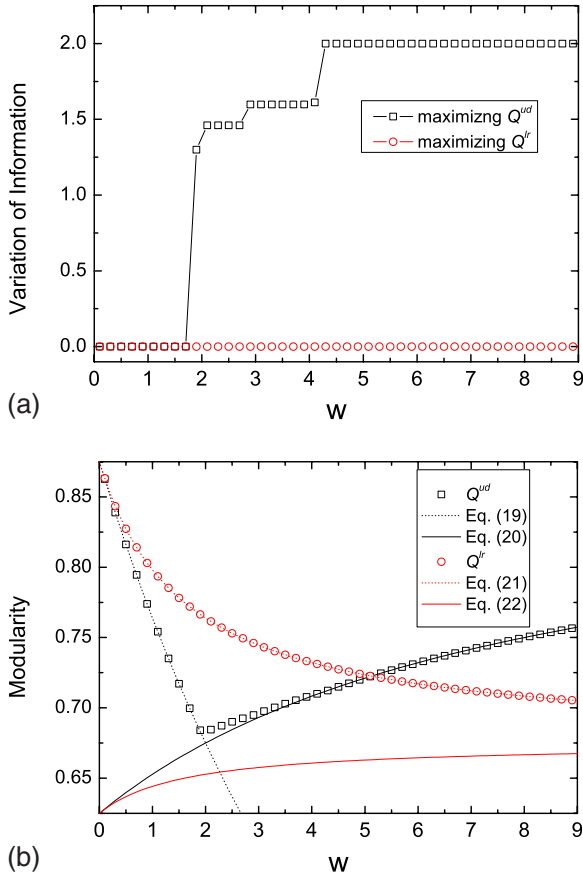 2.0
1.5
1.0
0.5
0.0
Variation of Information
maximizng Q^ud
maximizing Q^lr
0 1 2 3 4 5 6 7 8 9
w
(a)
0.85
0.80
0.75
0.70
0.65
Modularity
Q^ud
Eq. (19)
Eq. (20)
Q^lr
Eq. (21)
Eq. (22)
0 1 2 3 4 5 6 7 8 9
w
(b)